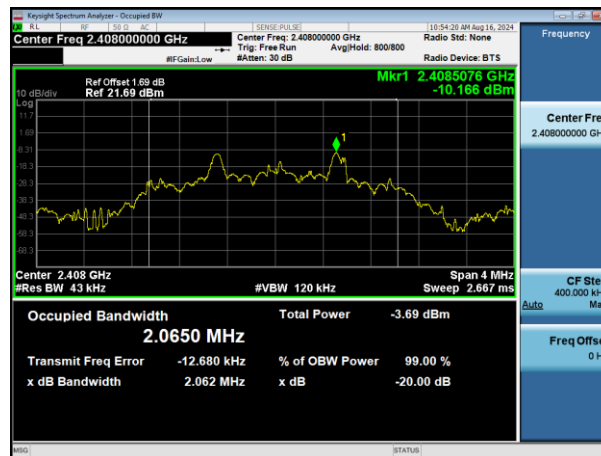 Keysight Spectrum Analyzer - Occupied BW
RL RF 50 Ω AC SENSE:PULSE 10:54:20 AM Aug 16, 2024
Center Freq 2.408000000 GHz Center Freq: 2.408000000 GHz Radio Std: None
Trig: Free Run Avg|Hold: 800/800
#IFGain:Low #Atten: 30 dB Radio Device: BTS
Frequency
Ref Offset 1.69 dB Mkr1 2.4085076 GHz
10 dB/div Ref 21.69 dBm -10.166 dBm
Log
11.7
1.69
-8.31
-18.3
-28.3
-38.3
-48.3
-58.3
-68.3
1
Center 2.408 GHz Span 4 MHz
#Res BW 43 kHz #VBW 120 kHz Sweep 2.667 ms
Occupied Bandwidth Total Power -3.69 dBm
2.0650 MHz
Transmit Freq Error -12.680 kHz % of OBW Power 99.00 %
x dB Bandwidth 2.062 MHz x dB -20.00 dB
Center Fre
2.408000000 GH
CF Ste
400.000 kH
Auto Ma
Freq Offse
0 H
MSG STATUS